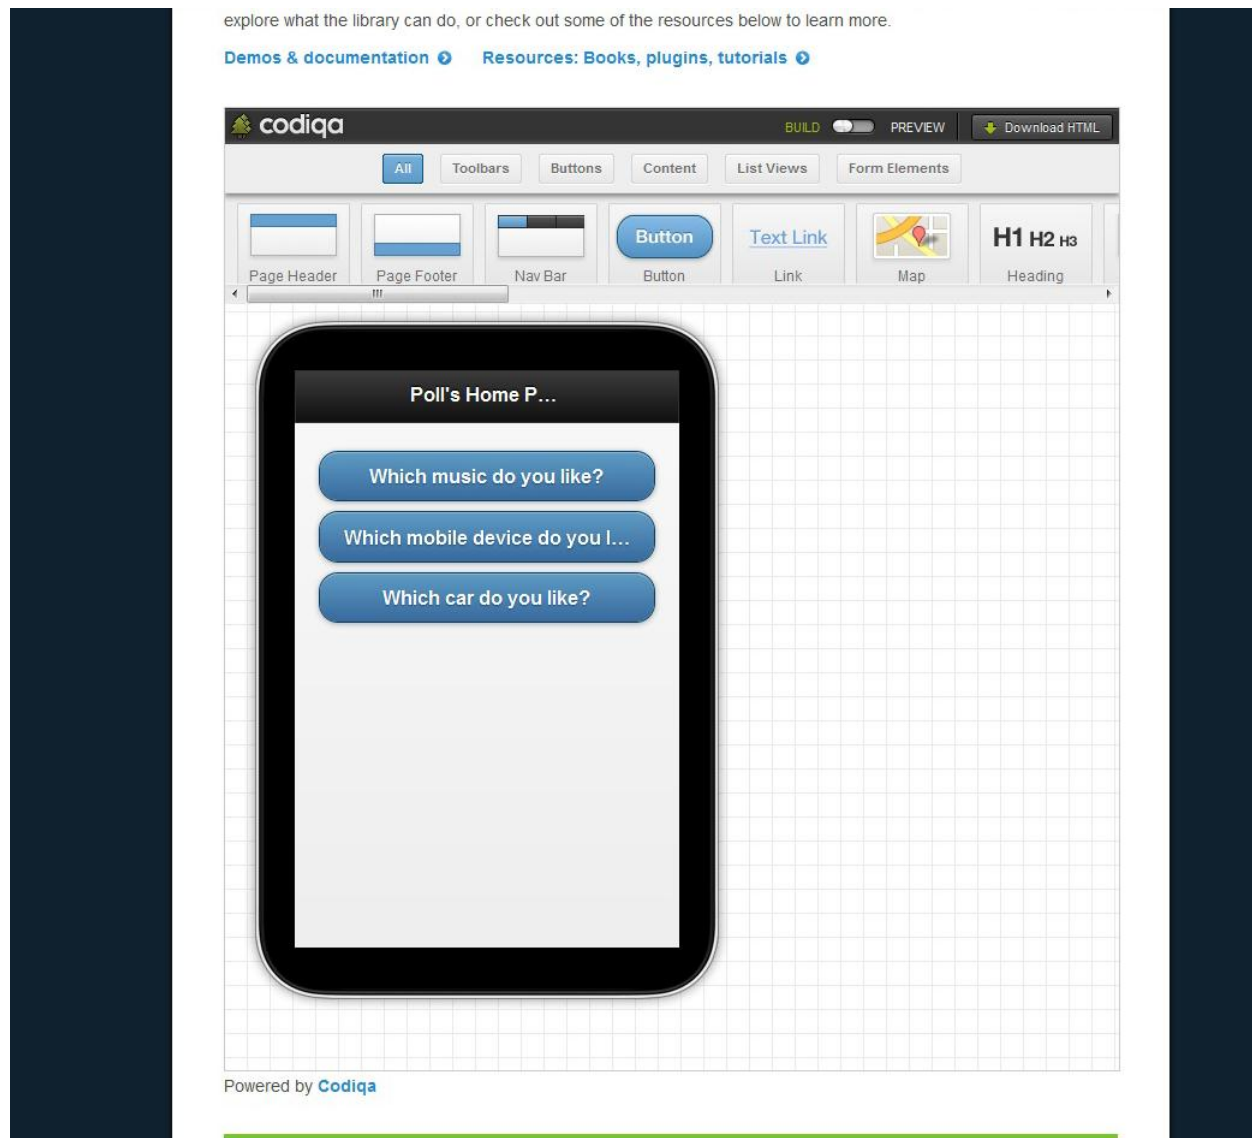 explore what the library can do, or check out some of the resources below to learn more.
Demos & documentation Resources: Books, plugins, tutorials
codiqa BUILD PREVIEW Download HTML
All Toolbars Buttons Content List Views Form Elements
Button Text Link H1 H2 H3
Page Header Page Footer Nav Bar Button Link Map Heading
Poll's Home P...
Which music do you like?
Which mobile device do you l...
Which car do you like?
Powered by Codiqa